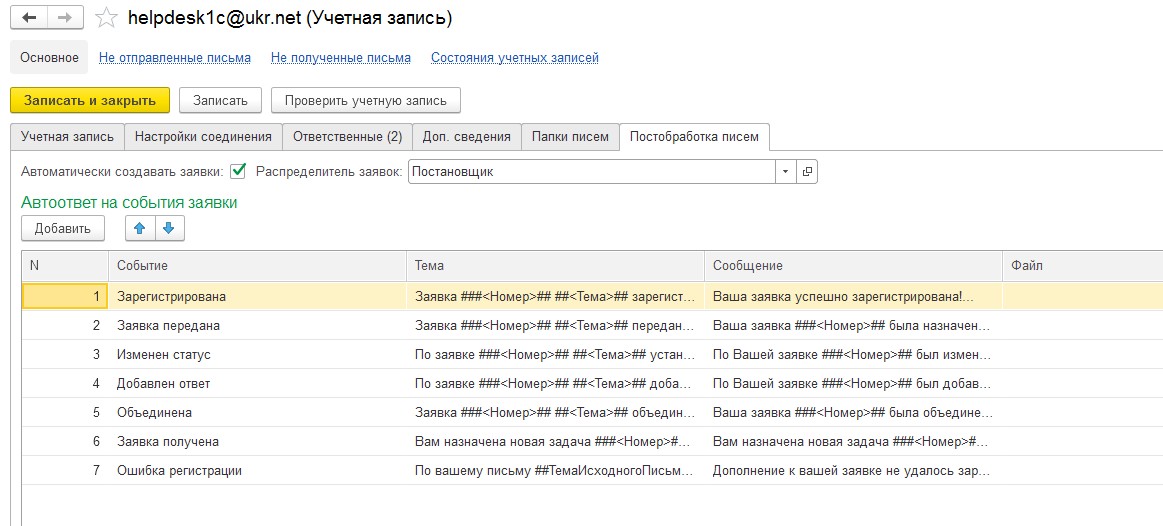 helpdesk1c@ukr.net (Учетная запись)
Основное Не отправленные письма Не полученные письма Состояния учетных записей
Записать и закрыть Записать Проверить учетную запись
Учетная запись Настройки соединения Ответственные (2) Доп. сведения Папки писем Постобработка писем
Автоматически создавать заявки: Распределитель заявок: Постановщик
Автоответ на события заявки
Добавить
N Событие Тема Сообщение Файл
1 Зарегистрирована Заявка ###<Номер>## ##<Тема>## зарегист... Ваша заявка успешно зарегистрирована!...
2 Заявка передана Заявка ###<Номер>## ##<Тема>## передан... Ваша заявка ###<Номер>## была назначен...
3 Изменен статус По заявке ###<Номер>## ##<Тема>## устан... По Вашей заявке ###<Номер>## был измен...
4 Добавлен ответ По заявке ###<Номер>## ##<Тема>## доба... По Вашей заявке ###<Номер>## был добав...
5 Объединена Заявка ###<Номер>## ##<Тема>## объедин... Ваша заявка ###<Номер>## была объедине...
6 Заявка получена Вам назначена новая задача ###<Номер>#... Вам назначена новая задача ###<Номер>#...
7 Ошибка регистрации По вашему письму ##ТемаИсходногоПисьм... Дополнение к вашей заявке не удалось зар...